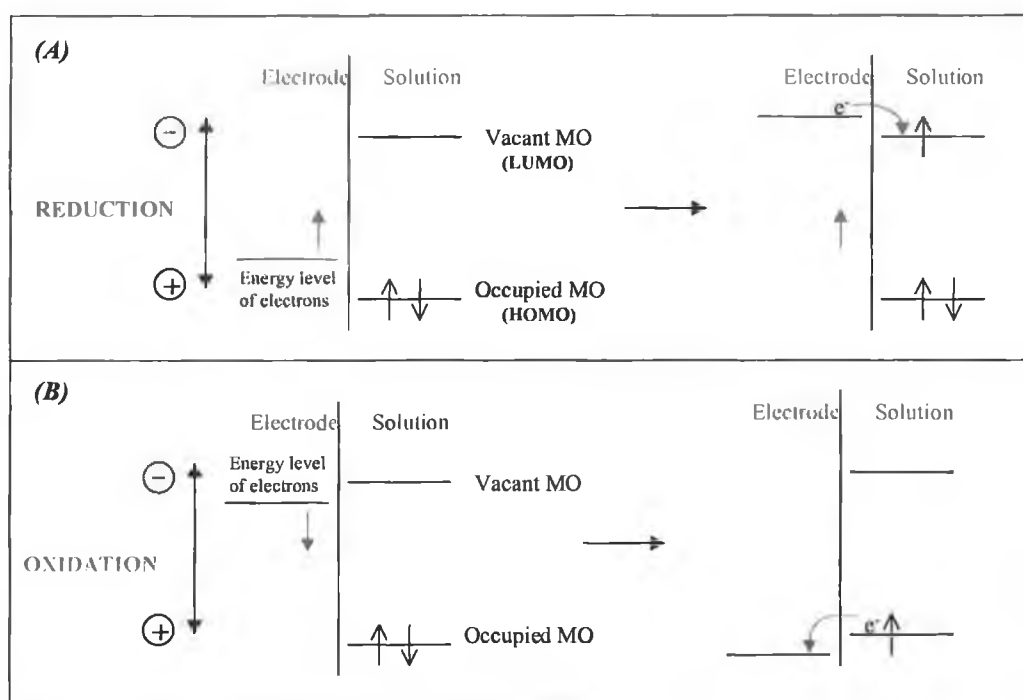 (A)
Electrode Solution
Electrode Solution
−
e-
Vacant MO
(LUMO)
REDUCTION
+
Energy level
of electrons
Occupied MO
(HOMO)
(B)
Electrode Solution
Electrode Solution
−
Energy level
of electrons
Vacant MO
OXIDATION
+
Occupied MO
e-